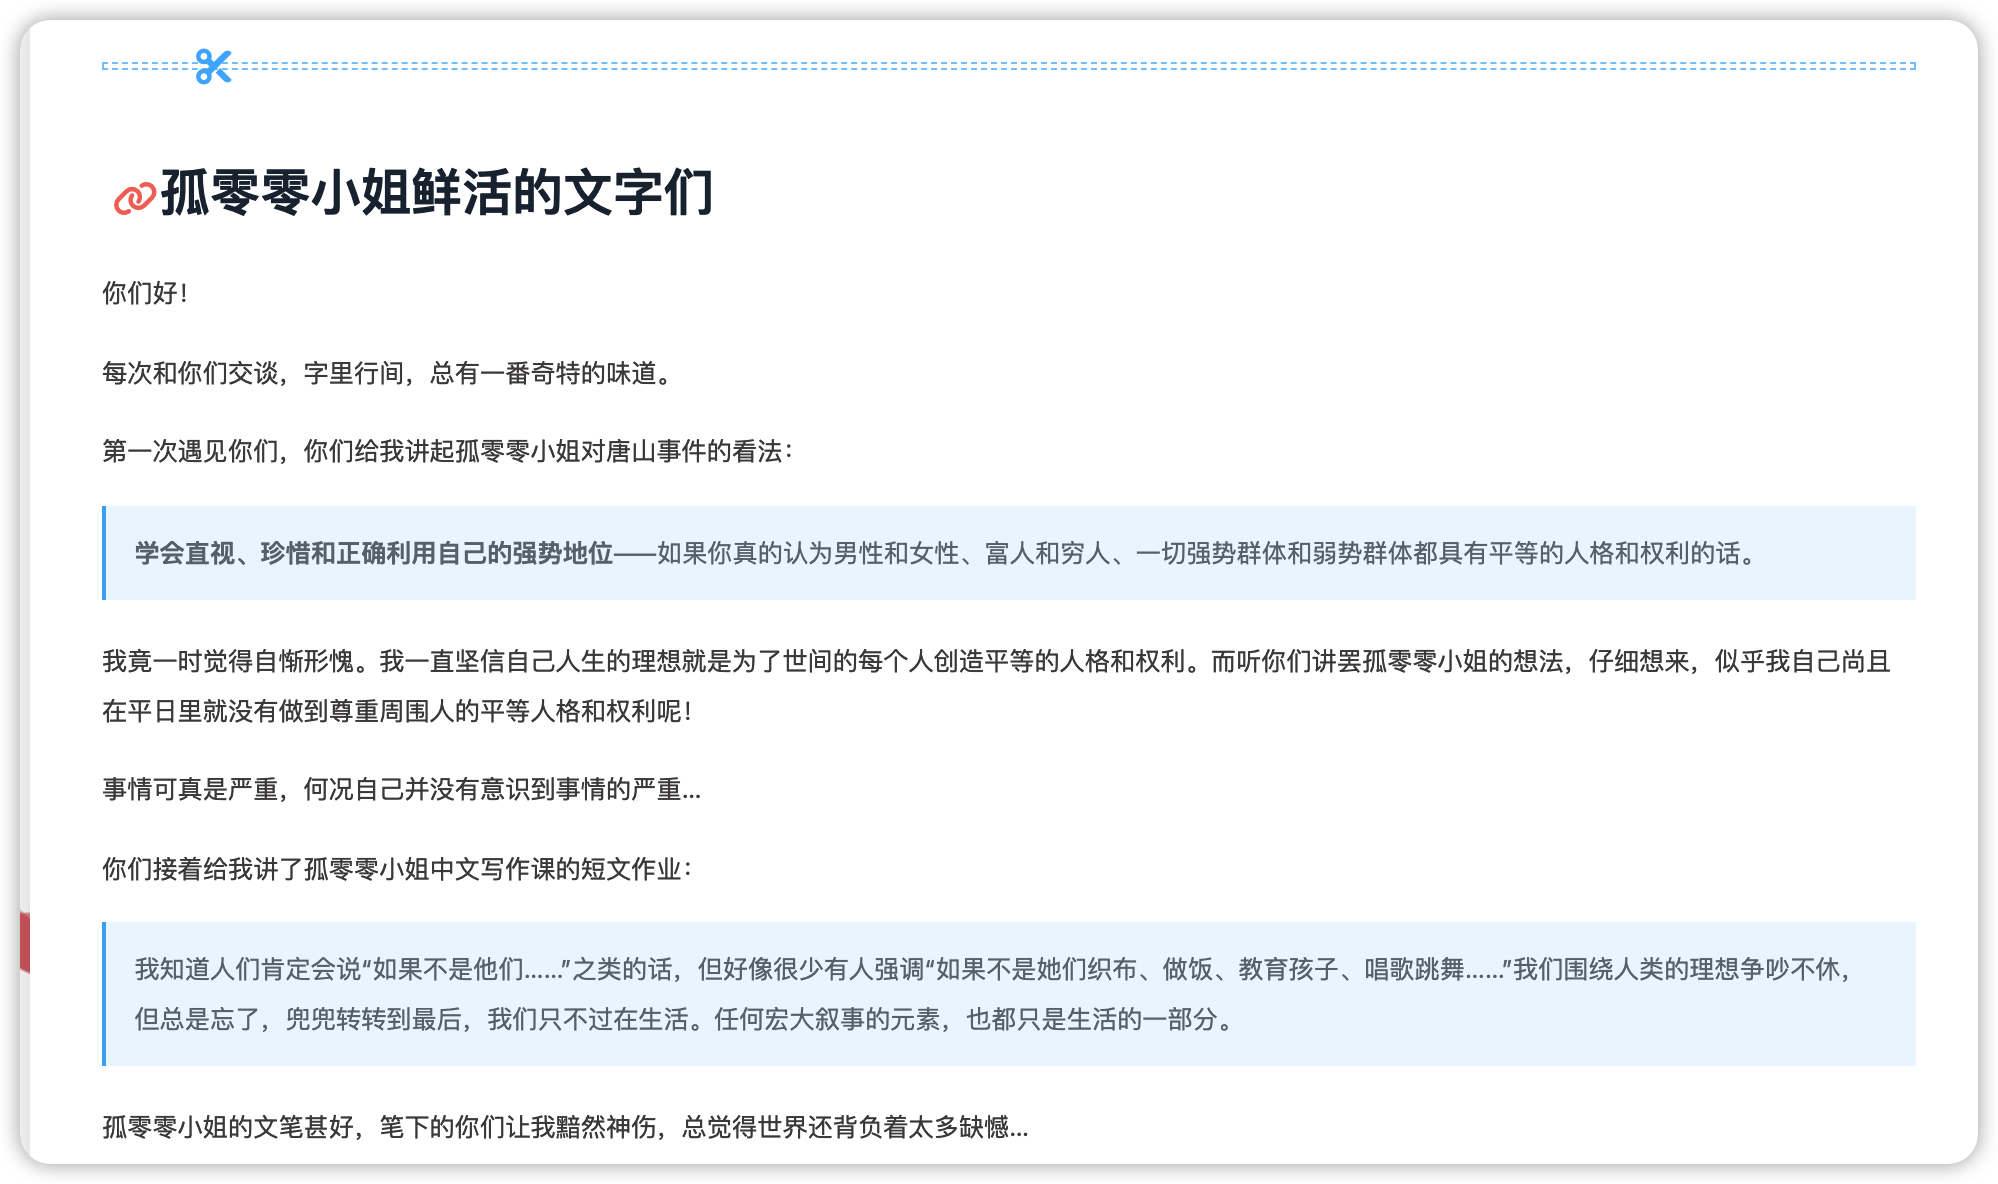 孤零零小姐鲜活的文字们
你们好！
每次和你们交谈，字里行间，总有一番奇特的味道。
第一次遇见你们，你们给我讲起孤零零小姐对唐山事件的看法：
学会直视、珍惜和正确利用自己的强势地位——如果你真的认为男性和女性、富人和穷人、一切强势群体和弱势群体都具有平等的人格和权利的话。
我竟一时觉得自惭形愧。我一直坚信自己人生的理想就是为了世间的每个人创造平等的人格和权利。而听你们讲罢孤零零小姐的想法，仔细想来，似乎我自己尚且
在平日里就没有做到尊重周围人的平等人格和权利呢！
事情可真是严重，何况自己并没有意识到事情的严重...
你们接着给我讲了孤零零小姐中文写作课的短文作业：
我知道人们肯定会说“如果不是他们……”之类的话，但好像很少有人强调“如果不是她们织布、做饭、教育孩子、唱歌跳舞……”我们围绕人类的理想争吵不休，
但总是忘了，兜兜转转到最后，我们只不过在生活。任何宏大叙事的元素，也都只是生活的一部分。
孤零零小姐的文笔甚好，笔下的你们让我黯然神伤，总觉得世界还背负着太多缺憾...